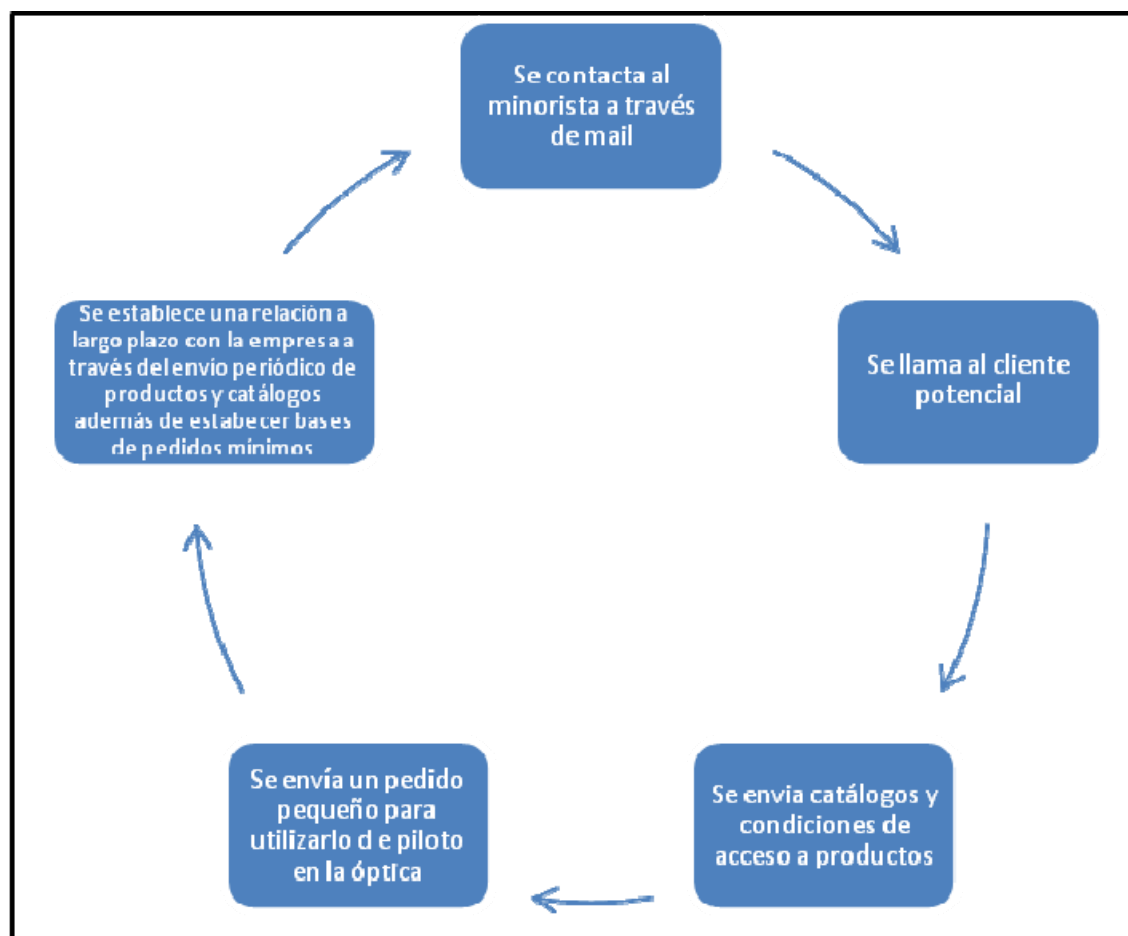 Se contacta al
minorista a través
de mail
Se llama al cliente
potencial
Se envia catálogos y
condiciones de
acceso a productos
Se envía un pedido
pequeño para
utilizarlo de piloto
en la óptica
Se establece una relación a
largo plazo con la empresa a
través del envío periódico de
productos y catálogos
además de establecer bases
de pedidos mínimos